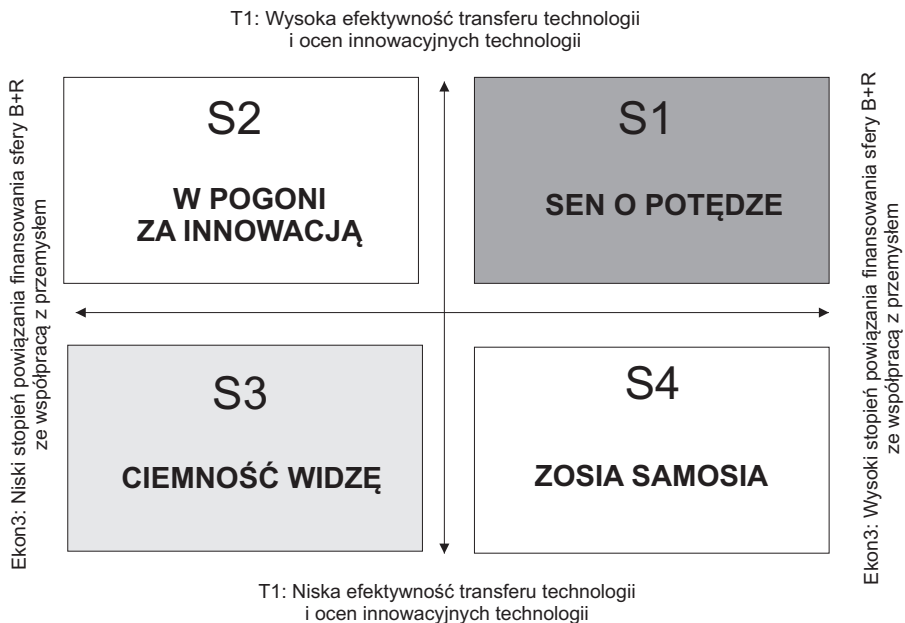 T1: Wysoka efektywność transferu technologii
i ocen innowacyjnych technologii
Ekon3: Niski stopień powiązania finansowania sfery B+R
ze współpracą z przemysłem
S2
W POGONI
ZA INNOWACJĄ
S1
SEN O POTĘDZE
S3
CIEMNOŚĆ WIDZĘ
S4
ZOSIA SAMOSIA
Ekon3: Wysoki stopień powiązania finansowania sfery B+R
ze współpracą z przemysłem
T1: Niska efektywność transferu technologii
i ocen innowacyjnych technologii